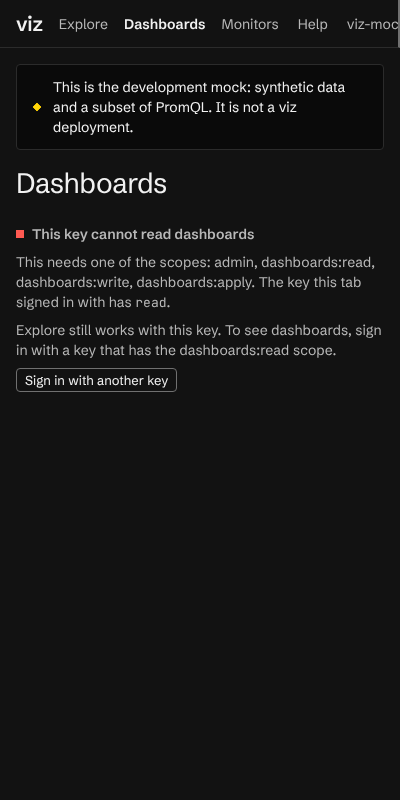 viz Explore Dashboards Monitors Help viz-moc
This is the development mock: synthetic data
and a subset of PromQL. It is not a viz
deployment.
Dashboards
This key cannot read dashboards
This needs one of the scopes: admin, dashboards:read,
dashboards:write, dashboards:apply. The key this tab
signed in with has read.
Explore still works with this key. To see dashboards, sign
in with a key that has the dashboards:read scope.
Sign in with another key